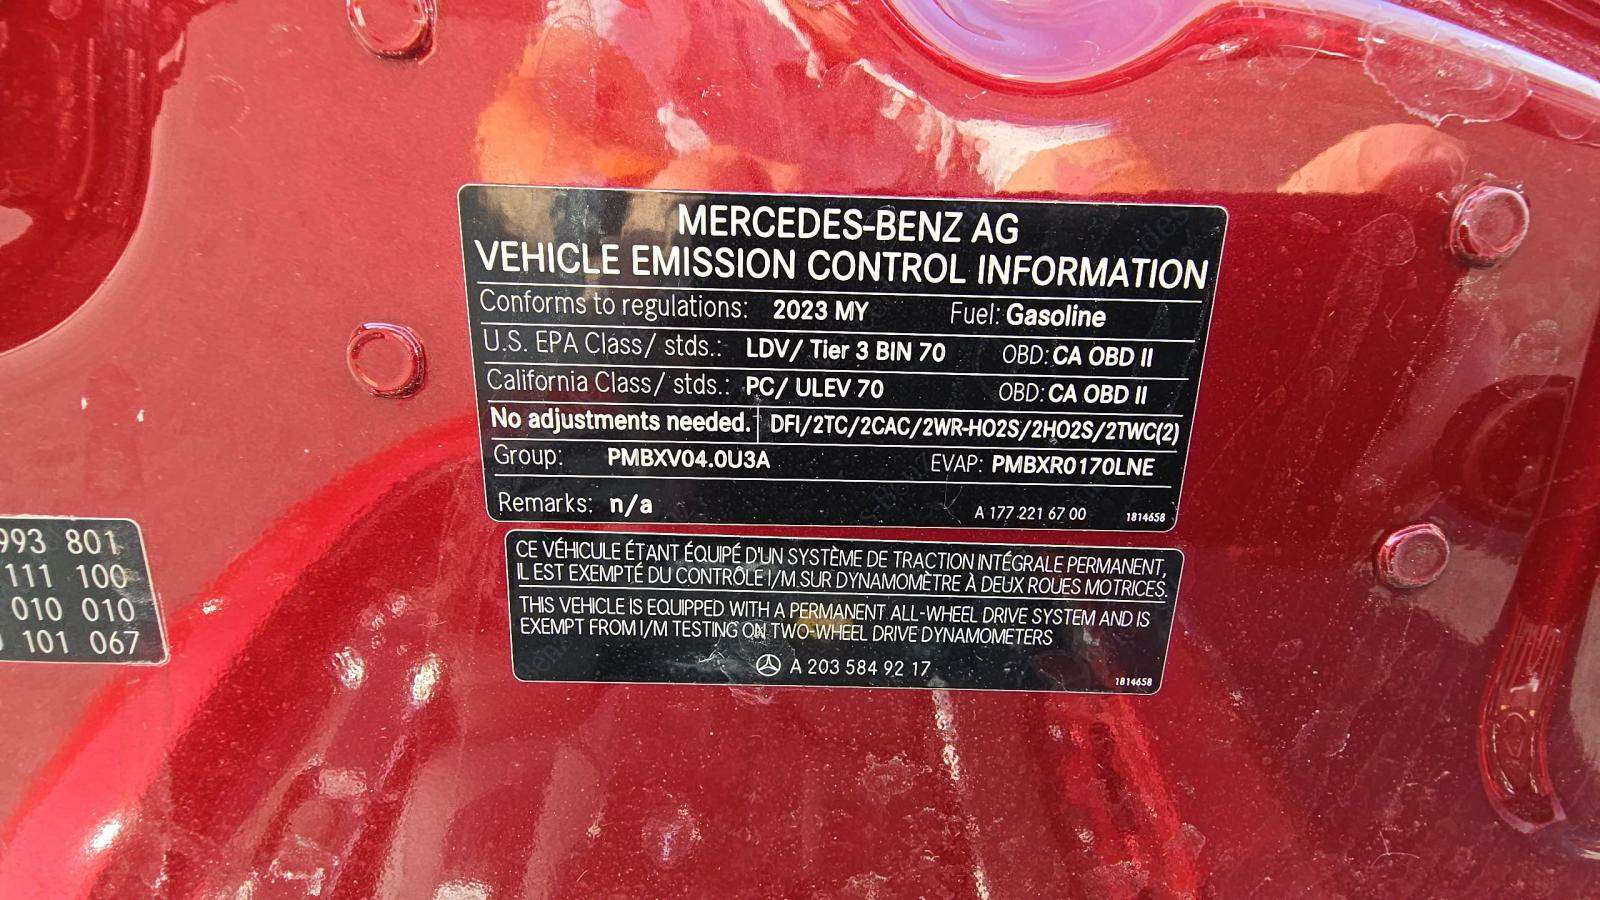 MERCEDES-BENZ AG
VEHICLE EMISSION CONTROL INFORMATION
Conforms to regulations: 2023 MY Fuel: Gasoline
U.S. EPA Class/ stds.: LDV/ Tier 3 BIN 70 OBD: CA OBD II
California Class/ stds.: PC/ ULEV 70 OBD: CA OBD II
No adjustments needed. DFI/2TC/2CAC/2WR-HO2S/2HO2S/2TWC(2)
Group: PMBXV04.0U3A EVAP: PMBXR0170LNE
Remarks: n/a A 177 221 67 00 1814658
993 801
111 100
010 010
101 067
CE VÉHICULE ÉTANT ÉQUIPÉ D'UN SYSTÈME DE TRACTION INTÉGRALE PERMANENT,
IL EST EXEMPTÉ DU CONTRÔLE I/M SUR DYNAMOMÈTRE À DEUX ROUES MOTRICES.
THIS VEHICLE IS EQUIPPED WITH A PERMANENT ALL-WHEEL DRIVE SYSTEM AND IS
EXEMPT FROM I/M TESTING ON TWO-WHEEL DRIVE DYNAMOMETERS
A 203 584 92 17 1814658